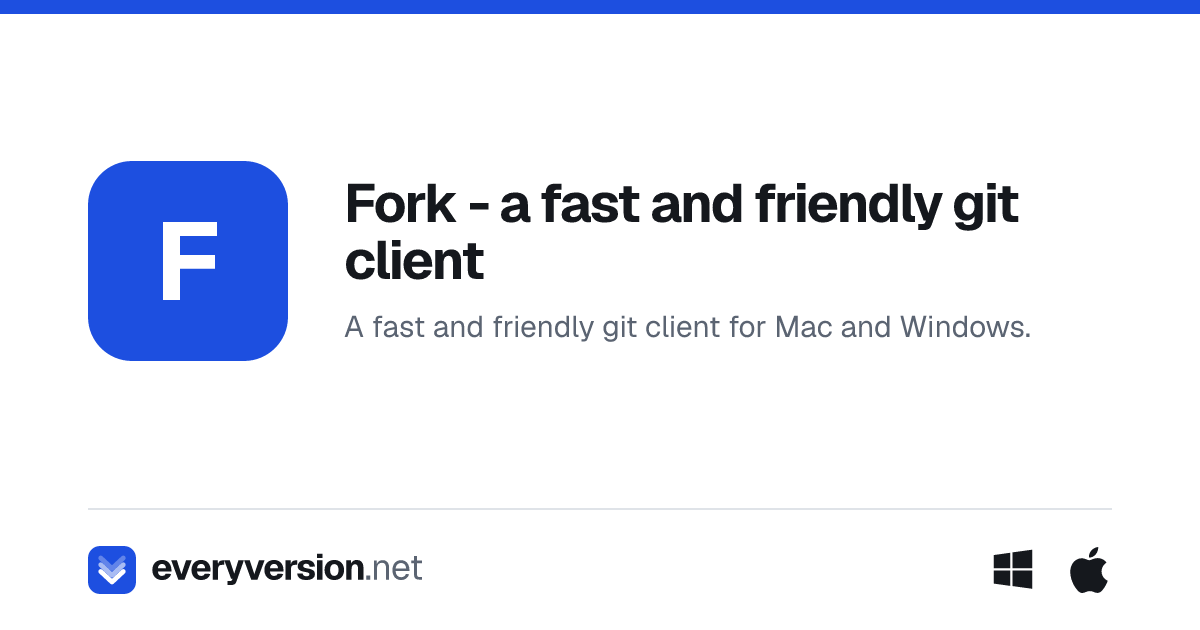 F
Fork - a fast and friendly git
client
A fast and friendly git client for Mac and Windows.
everyversion.net